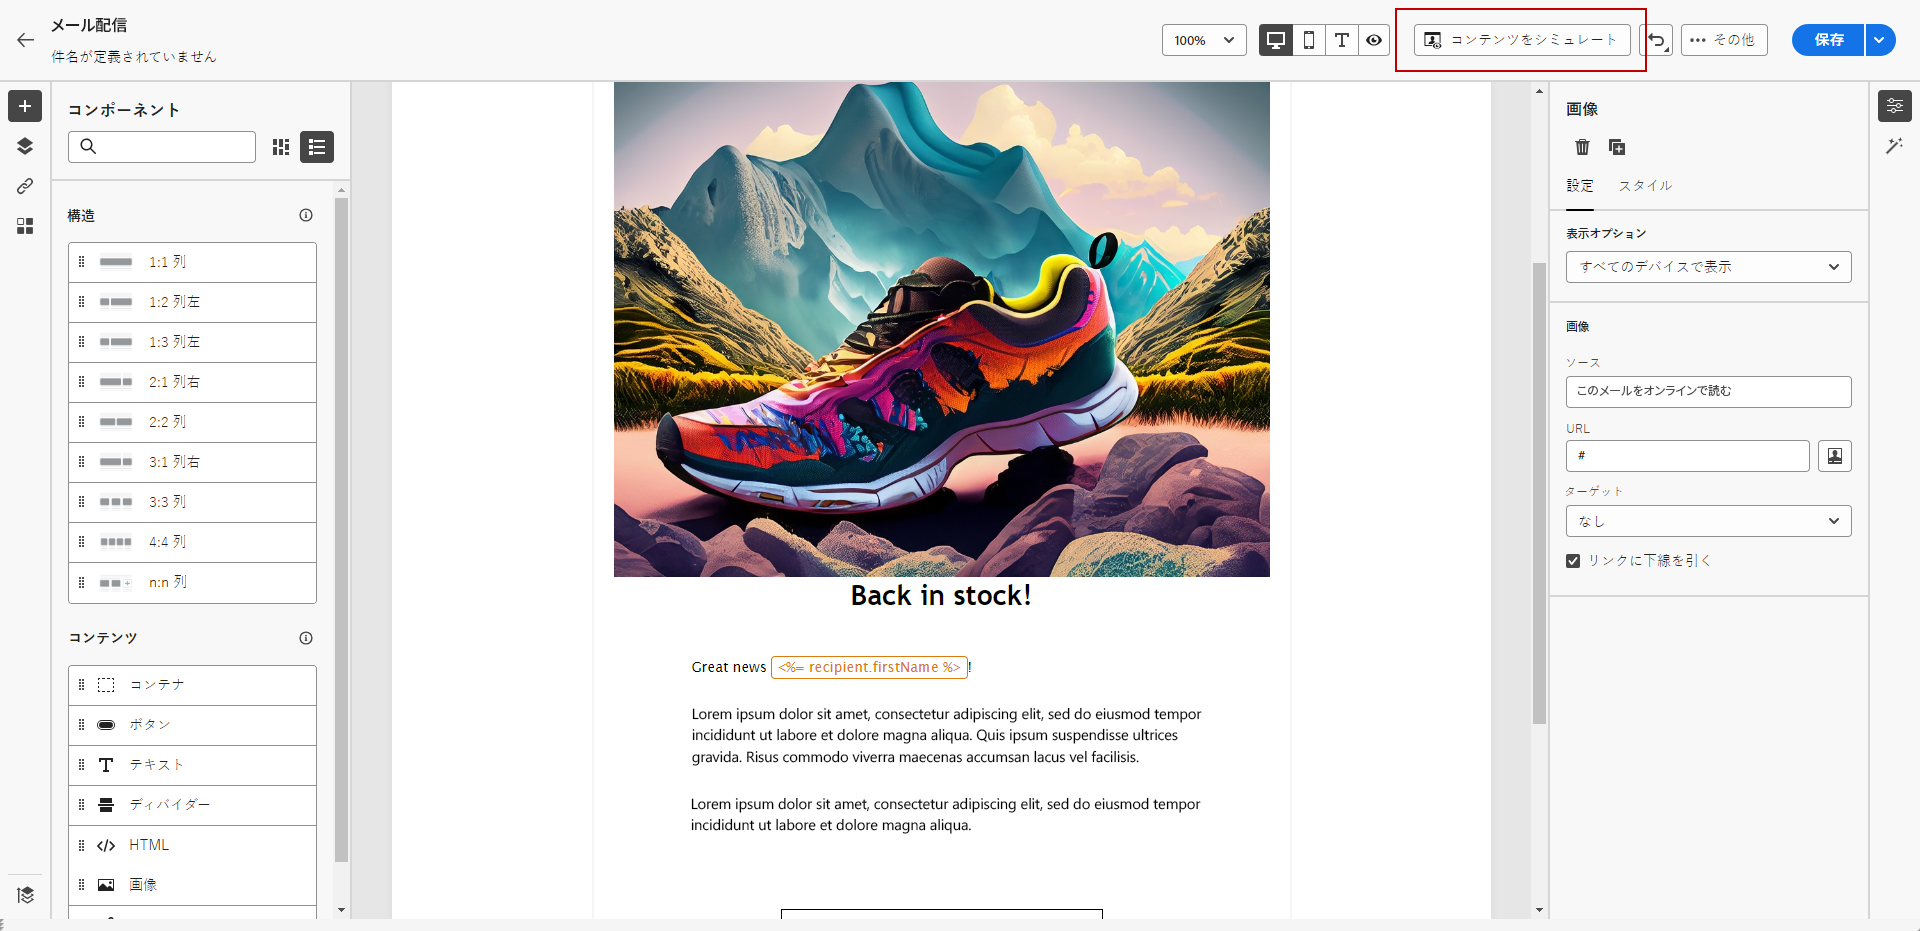 メール配信
件名が定義されていません
100%
コンテンツをシミュレート
その他
保存
コンポーネント
構造
1:1 列
1:2 列左
1:3 列左
2:1 列右
2:2 列
3:1 列右
3:3 列
4:4 列
n:n 列
コンテンツ
コンテナ
ボタン
テキスト
ディバイダー
HTML
画像
Back in stock!
Great news <%= recipient.firstName %>!
Lorem ipsum dolor sit amet, consectetur adipiscing elit, sed do eiusmod tempor
incididunt ut labore et dolore magna aliqua. Quis ipsum suspendisse ultrices
gravida. Risus commodo viverra maecenas accumsan lacus vel facilisis.
Lorem ipsum dolor sit amet, consectetur adipiscing elit, sed do eiusmod tempor
incididunt ut labore et dolore magna aliqua.
画像
設定 スタイル
表示オプション
すべてのデバイスで表示
画像
ソース
このメールをオンラインで読む
URL
#
ターゲット
なし
リンクに下線を引く